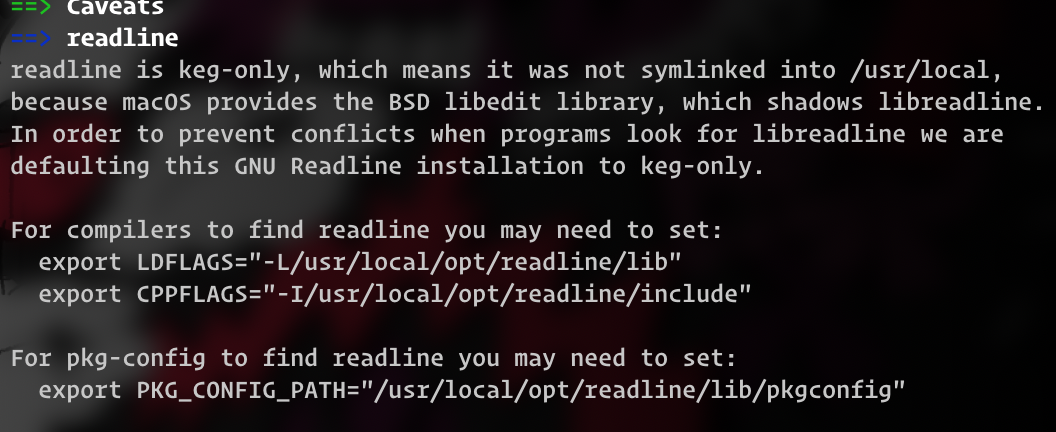 ==> Caveats
==> readline
readline is keg-only, which means it was not symlinked into /usr/local,
because macOS provides the BSD libedit library, which shadows libreadline.
In order to prevent conflicts when programs look for libreadline we are
defaulting this GNU Readline installation to keg-only.

For compilers to find readline you may need to set:
  export LDFLAGS="-L/usr/local/opt/readline/lib"
  export CPPFLAGS="-I/usr/local/opt/readline/include"

For pkg-config to find readline you may need to set:
  export PKG_CONFIG_PATH="/usr/local/opt/readline/lib/pkgconfig"